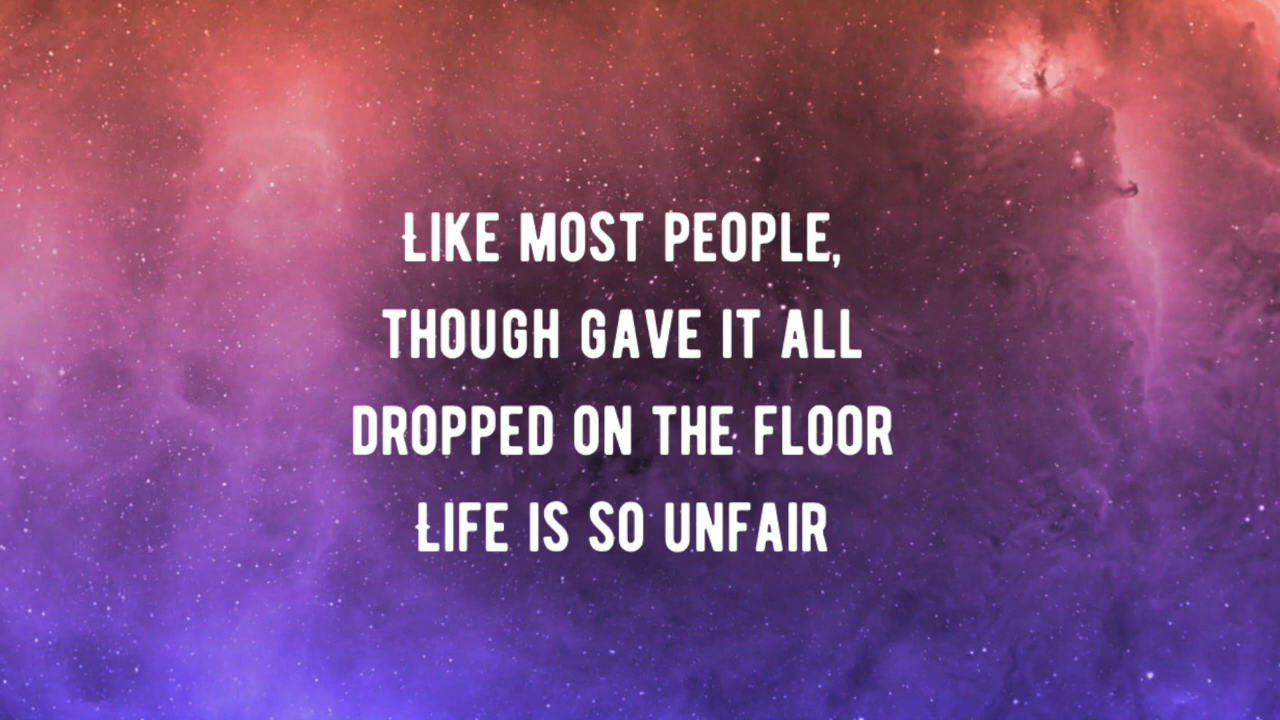 LIKE MOST PEOPLE,
THOUGH GAVE IT ALL
DROPPED ON THE FLOOR
LIFE IS SO UNFAIR